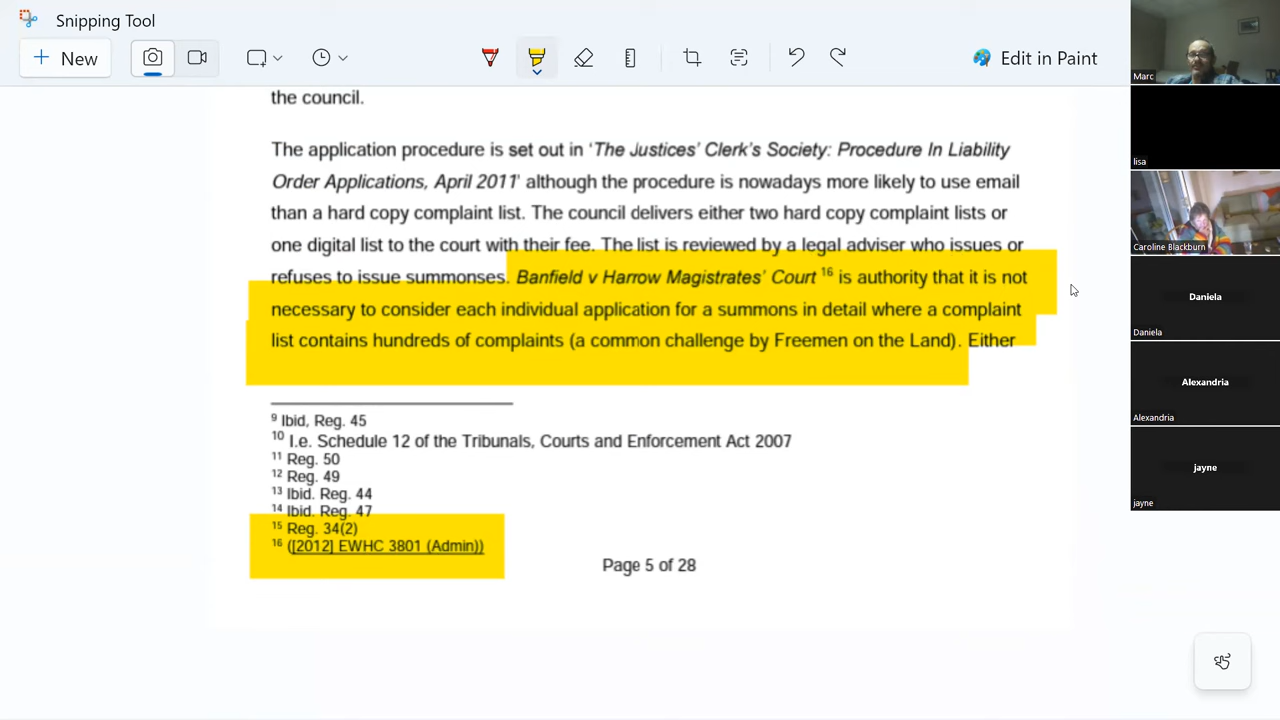 Snipping Tool
New
Edit in Paint
the council.
The application procedure is set out in 'The Justices' Clerk's Society: Procedure In Liability
Order Applications, April 2011' although the procedure is nowadays more likely to use email
than a hard copy complaint list. The council delivers either two hard copy complaint lists or
one digital list to the court with their fee. The list is reviewed by a legal adviser who issues or
refuses to issue summonses. Banfield v Harrow Magistrates' Court 16 is authority that it is not
necessary to consider each individual application for a summons in detail where a complaint
list contains hundreds of complaints (a common challenge by Freemen on the Land). Either
9 Ibid, Reg. 45
10 I.e. Schedule 12 of the Tribunals, Courts and Enforcement Act 2007
11 Reg. 50
12 Reg. 49
13 Ibid. Reg. 44
14 Ibid. Reg. 47
15 Reg. 34(2)
16 ([2012] EWHC 3801 (Admin))
Page 5 of 28
Marc
lisa
Caroline Blackburn
Daniela
Daniela
Alexandria
Alexandria
jayne
jayne